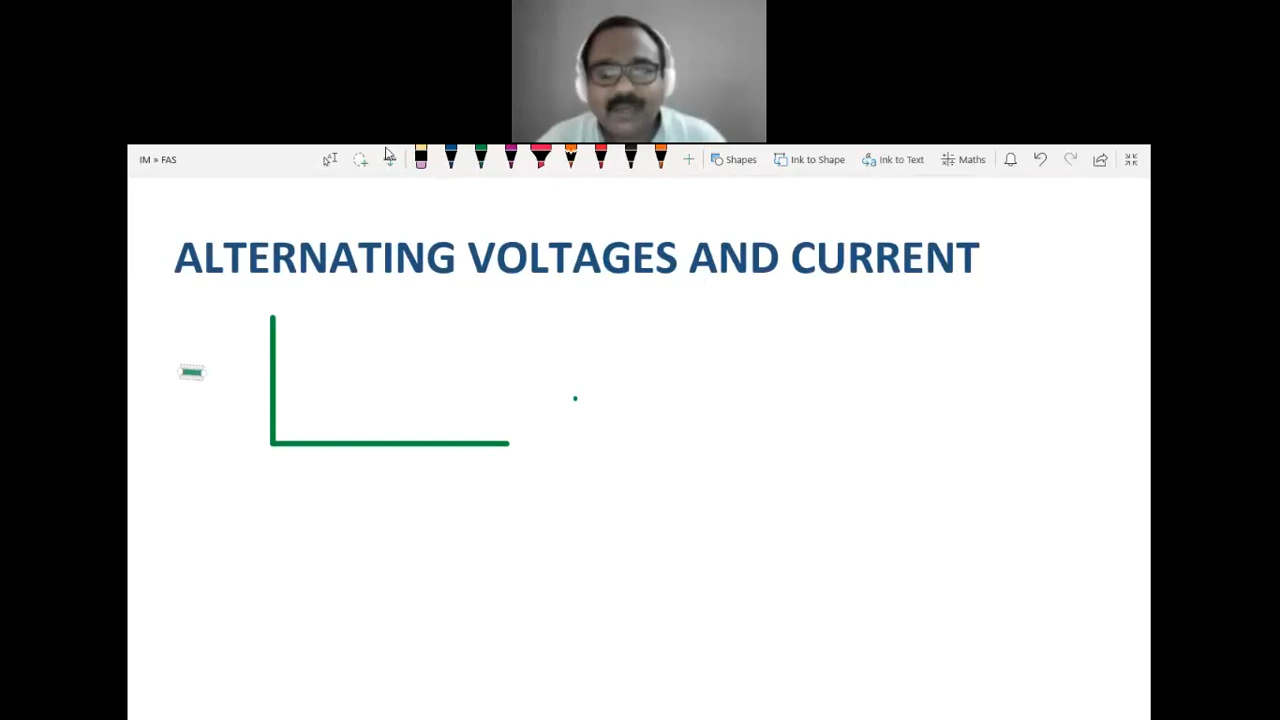 IM » FAS
Shapes
Ink to Shape
Ink to Text
Maths
ALTERNATING VOLTAGES AND CURRENT